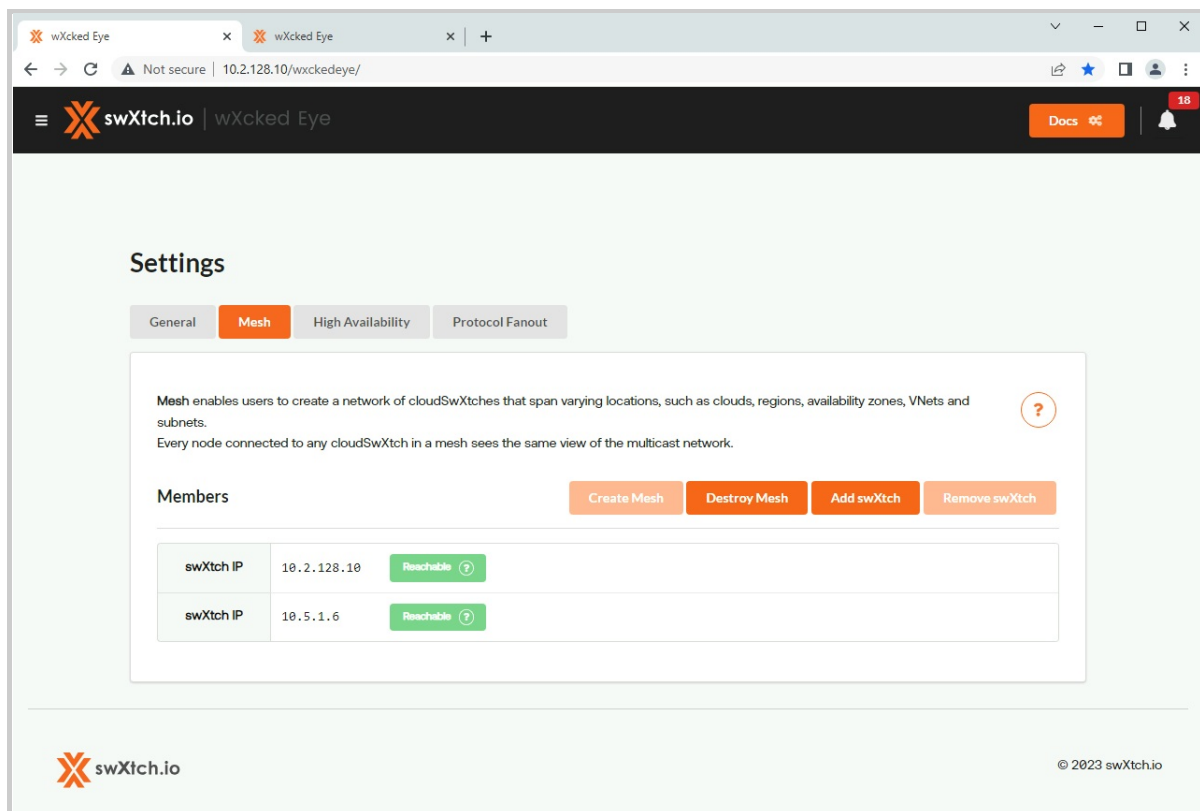 wXcked Eye
wXcked Eye
Not secure | 10.2.128.10/wxckedeye/
swXtch.io | wXcked Eye
Docs
18
Settings
General
Mesh
High Availability
Protocol Fanout
Mesh enables users to create a network of cloudSwXtches that span varying locations, such as clouds, regions, availability zones, VNets and
subnets.
Every node connected to any cloudSwXtch in a mesh sees the same view of the multicast network.
?
Members
Create Mesh
Destroy Mesh
Add swXtch
Remove swXtch
swXtch IP 10.2.128.10 Reachable ?
swXtch IP 10.5.1.6 Reachable ?
swXtch.io
© 2023 swXtch.io